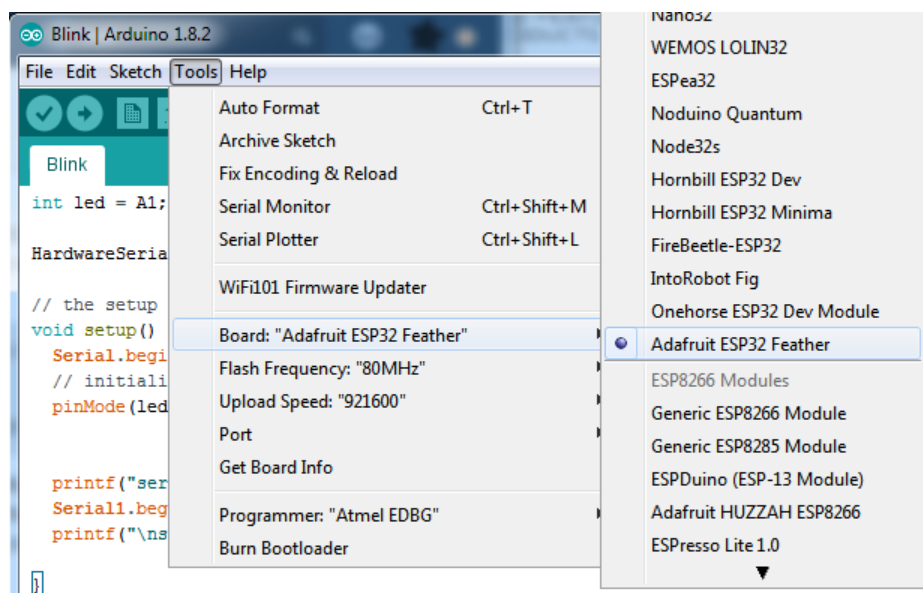 Blink | Arduino 1.8.2
File Edit Sketch Tools Help
Blink
int led = A1;
HardwareSeria
// the setup
void setup()
Serial.begi
// initiali
pinMode(led
printf("ser
Serial1.beg
printf("\ns
}
Auto Format Ctrl+T
Archive Sketch
Fix Encoding & Reload
Serial Monitor Ctrl+Shift+M
Serial Plotter Ctrl+Shift+L
WiFi101 Firmware Updater
Board: "Adafruit ESP32 Feather"
Flash Frequency: "80MHz"
Upload Speed: "921600"
Port
Get Board Info
Programmer: "Atmel EDBG"
Burn Bootloader
Nano32
WEMOS LOLIN32
ESPea32
Noduino Quantum
Node32s
Hornbill ESP32 Dev
Hornbill ESP32 Minima
FireBeetle-ESP32
IntoRobot Fig
Onehorse ESP32 Dev Module
Adafruit ESP32 Feather
ESP8266 Modules
Generic ESP8266 Module
Generic ESP8285 Module
ESPDuino (ESP-13 Module)
Adafruit HUZZAH ESP8266
ESPresso Lite 1.0